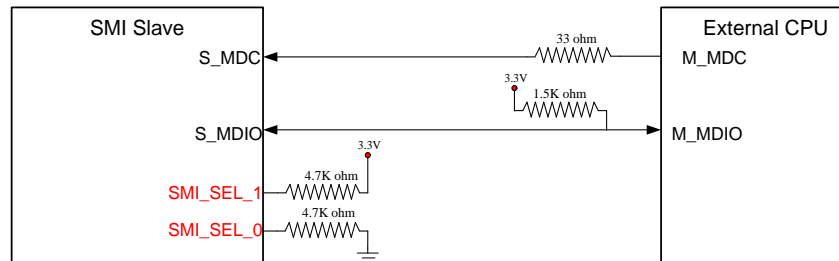 SMI Slave
External CPU
33 ohm
S_MDC
M_MDC
3.3V
1.5K ohm
S_MDIO
M_MDIO
3.3V
4.7K ohm
SMI_SEL_1
4.7K ohm
SMI_SEL_0